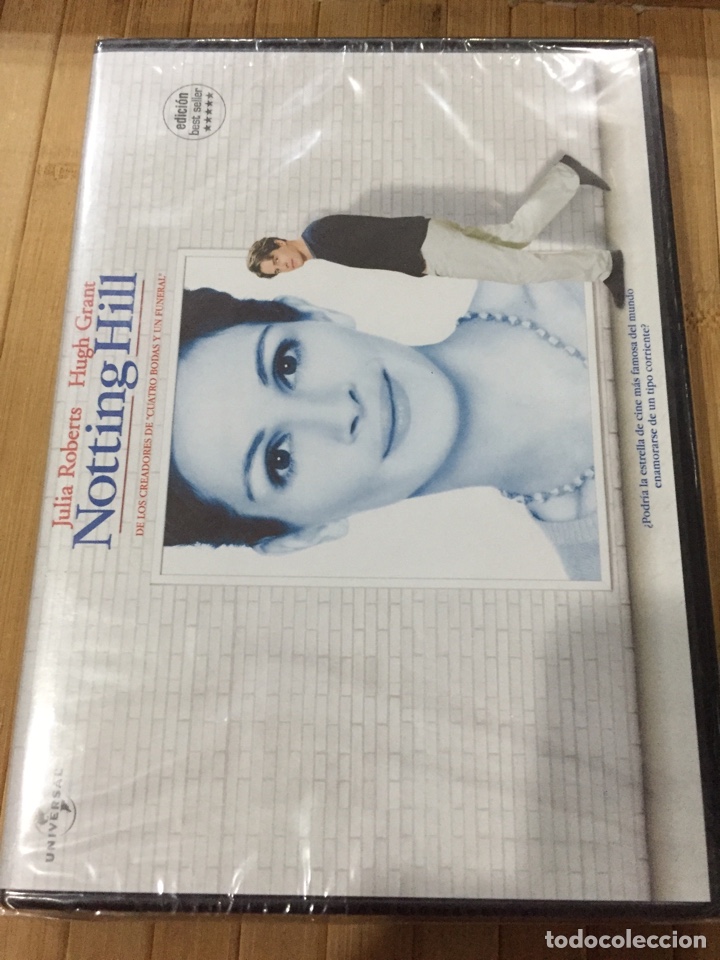 UNIVERSAL
Julia Roberts Hugh Grant
Notting Hill
DE LOS CREADORES DE "CUATRO BODAS Y UN FUNERAL"
edición
best seller
★★★★★
¿Podría la estrella de cine más famosa del mundo
enamorarse de un tipo corriente?
todocoleccion